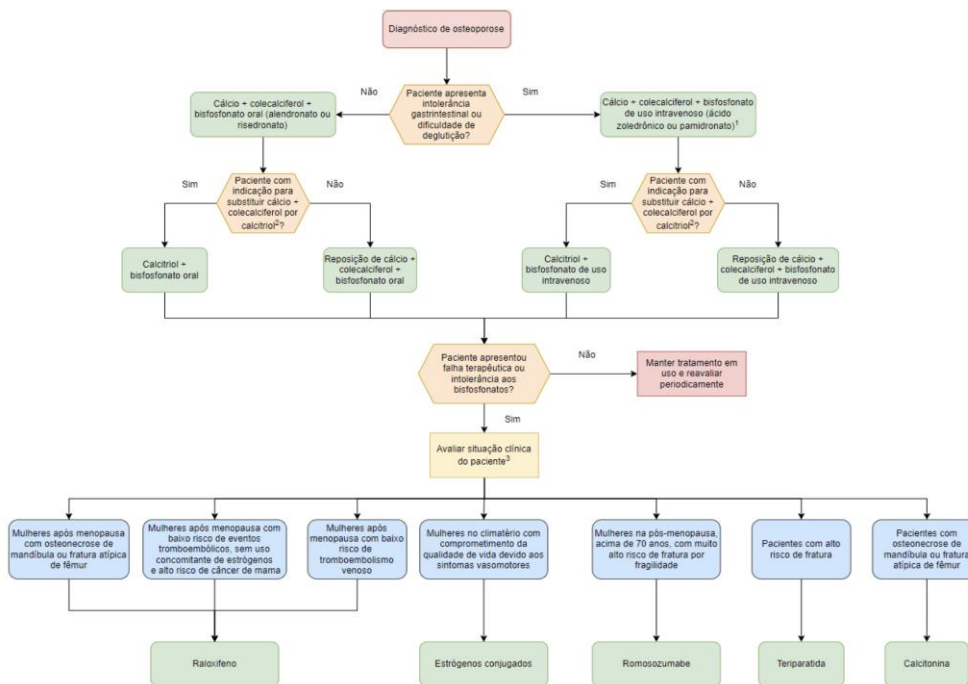 Diagnóstico de osteoporose
Paciente apresenta
intolerância
gastrintestinal ou
dificuldade de
deglutição?
Não
Sim
Cálcio + colecalciferol +
bisfosfonato oral
(alendronato ou
risedronato)
Cálcio + colecalciferol + bisfosfonato
de uso intravenoso (ácido
zoledrônico ou pamidronato)¹
Sim
Paciente com
indicação para
substituir cálcio +
colecalciferol por
calcitriol²?
Não
Sim
Paciente com
indicação para
substituir cálcio +
colecalciferol por
calcitriol²?
Não
Calcitriol +
bisfosfonato oral
Reposição de cálcio +
colecalciferol +
bisfosfonato oral
Calcitriol +
bisfosfonato de uso
intravenoso
Reposição de cálcio +
colecalciferol + bisfosfonato
de uso intravenoso
Paciente apresentou
falha terapêutica ou
intolerância aos
bisfosfonatos?
Não
Manter tratamento em
uso e reavaliar
periodicamente
Sim
Avaliar situação clínica
do paciente³
Mulheres após menopausa
com osteonecrose de
mandíbula ou fratura atípica
de fêmur
Mulheres após menopausa com
baixo risco de eventos
tromboembólicos, sem uso
concomitante de estrógenos
e alto risco de câncer de mama
Mulheres após
menopausa com baixo
risco de
tromboembolismo
venoso
Mulheres no climatério com
comprometimento da
qualidade de vida devido aos
sintomas vasomotores
Mulheres na pós-menopausa,
acima de 70 anos, com muito
alto risco de fratura por
fragilidade
Pacientes com alto
risco de fratura
Pacientes com
osteonecrose de
mandíbula ou fratura
atípica de fêmur
Raloxifeno
Estrógenos conjugados
Romosozumabe
Teriparatida
Calcitonina